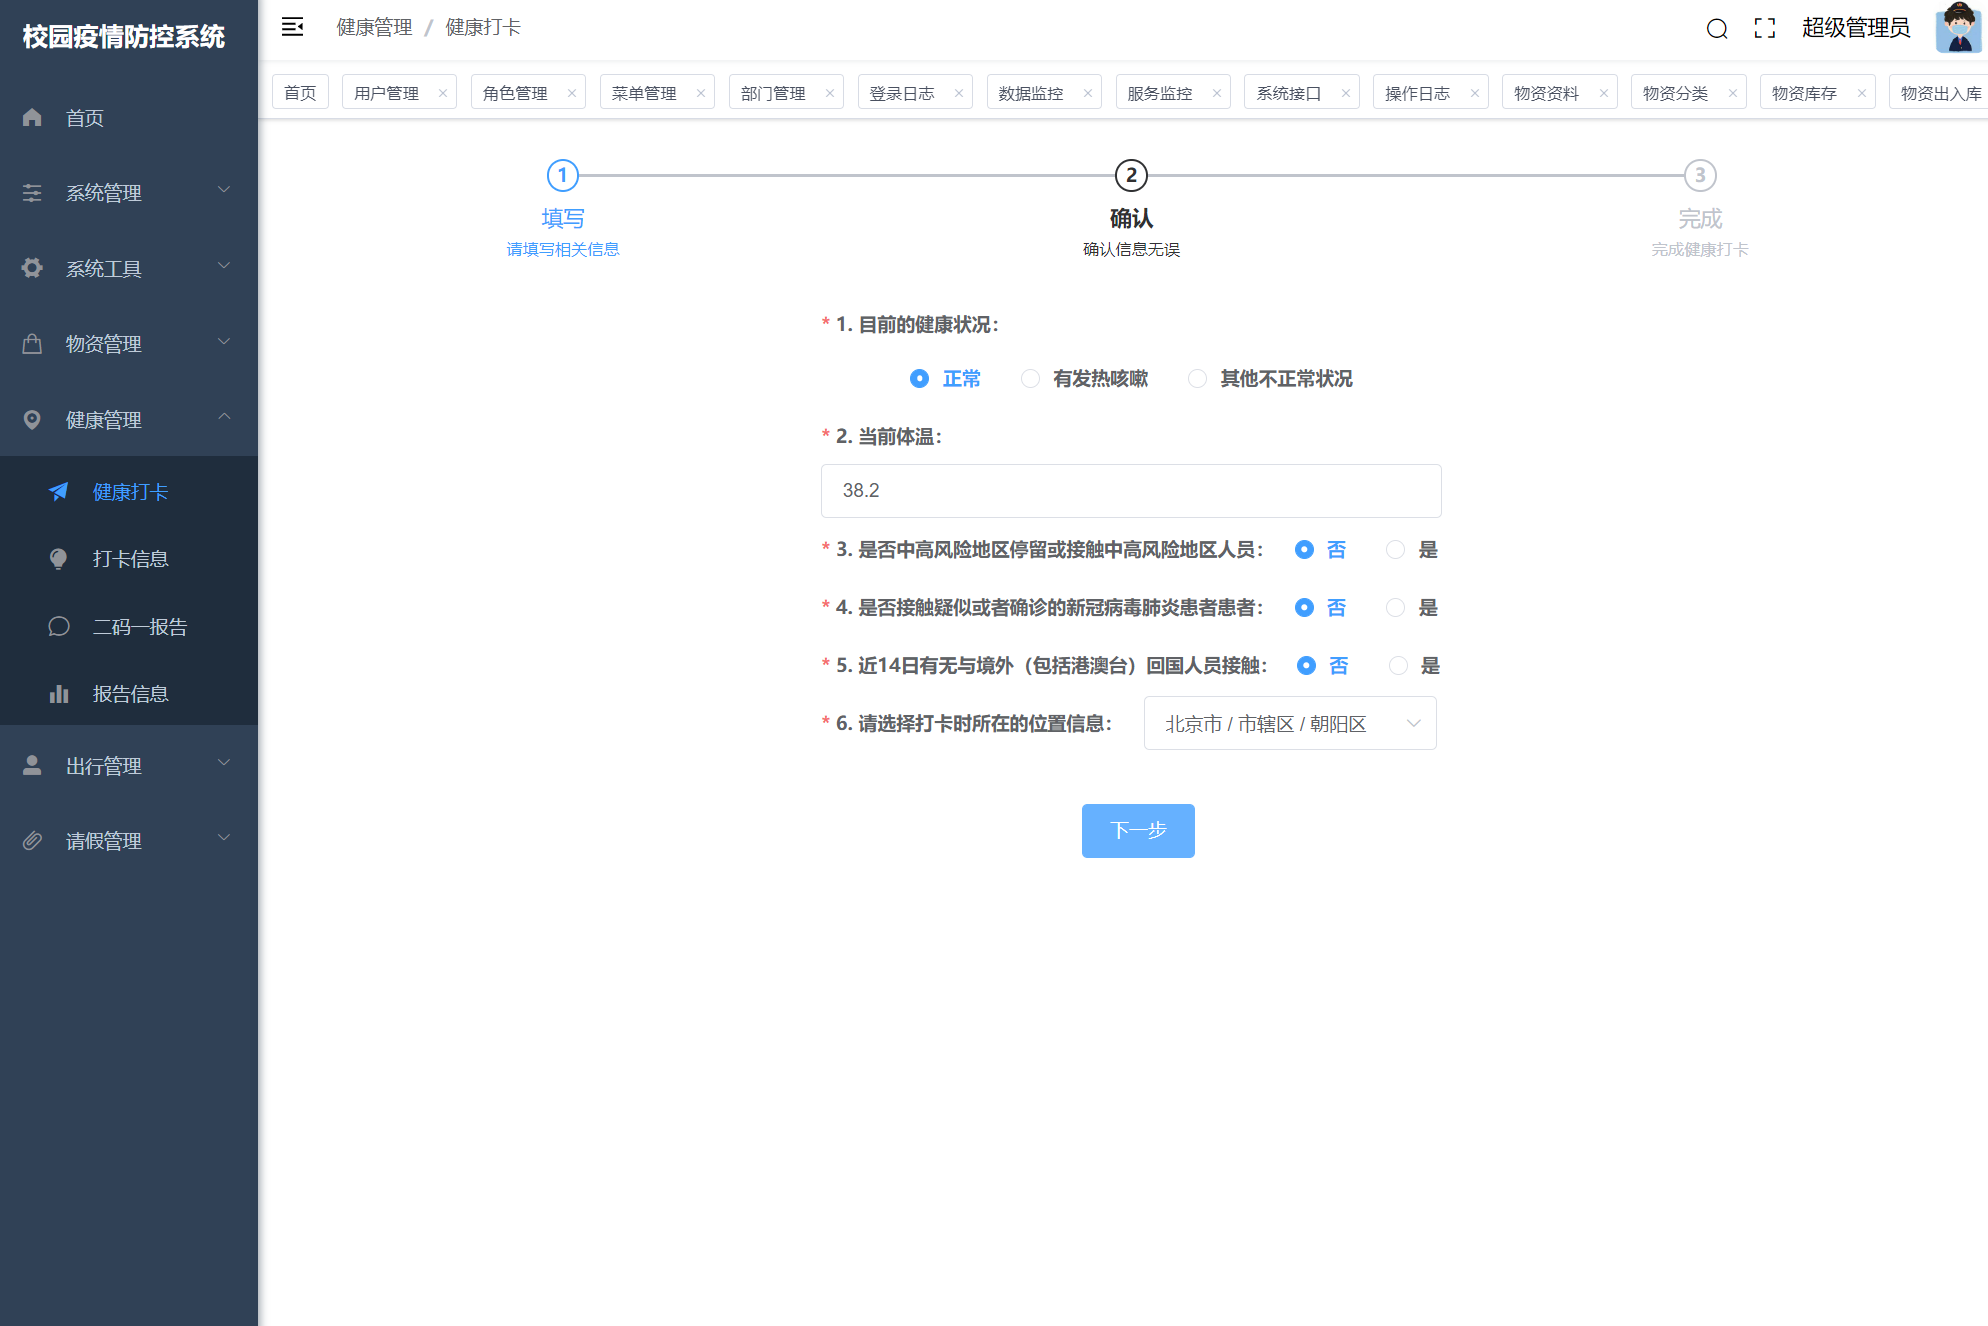 校园疫情防控系统
首页
系统管理
系统工具
物资管理
健康管理
健康打卡
打卡信息
二码一报告
报告信息
出行管理
请假管理
健康管理 / 健康打卡
超级管理员
首页 用户管理 × 角色管理 × 菜单管理 × 部门管理 × 登录日志 × 数据监控 × 服务监控 × 系统接口 × 操作日志 × 物资资料 × 物资分类 × 物资库存 × 物资出入库
1 2 3
填写 确认 完成
请填写相关信息 确认信息无误 完成健康打卡
* 1. 目前的健康状况：
正常 有发热咳嗽 其他不正常状况
* 2. 当前体温：
38.2
* 3. 是否中高风险地区停留或接触中高风险地区人员： 否 是
* 4. 是否接触疑似或者确诊的新冠病毒肺炎患者患者： 否 是
* 5. 近14日有无与境外（包括港澳台）回国人员接触： 否 是
* 6. 请选择打卡时所在的位置信息： 北京市 / 市辖区 / 朝阳区
下一步